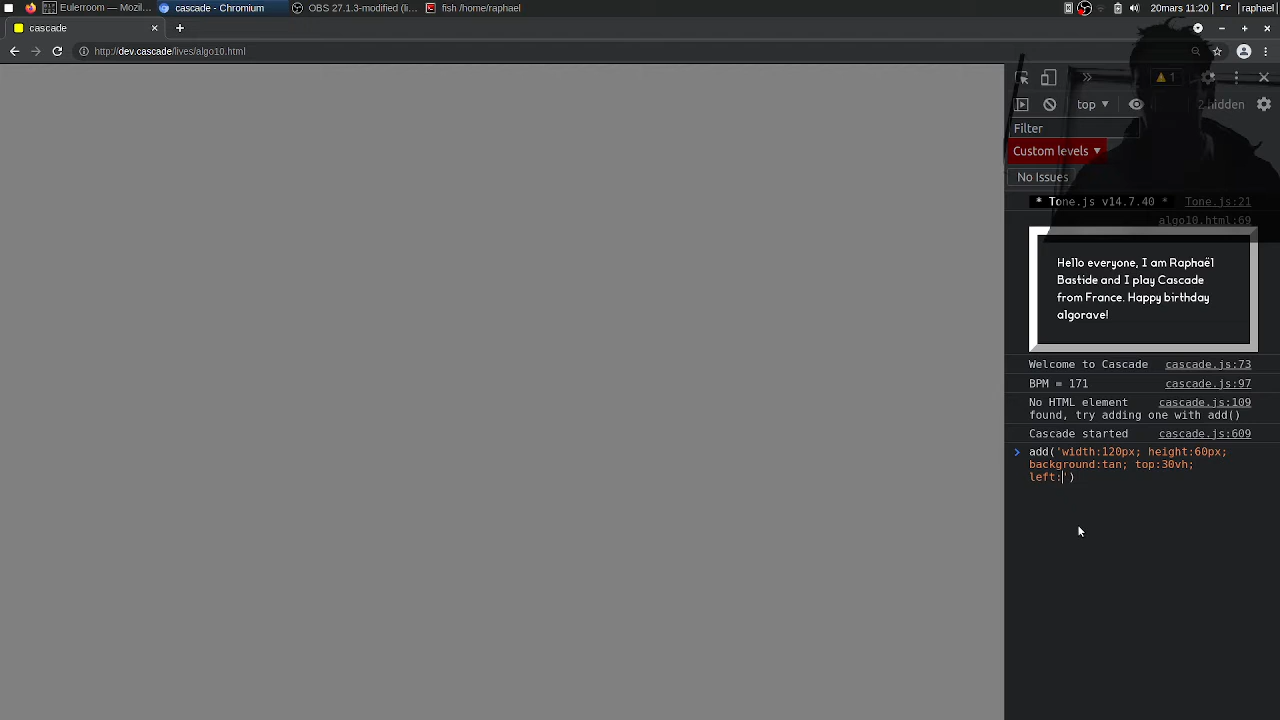 Eulerroom — Mozil...
cascade - Chromium
OBS 27.1.3-modified (li...
fish /home/raphael
20mars 11:20
fr
raphael
cascade
http://dev.cascade/lives/algo10.html
1
top
2 hidden
Filter
Custom levels
No Issues
* Tone.js v14.7.40 *
Tone.js:21
algo10.html:69
Hello everyone, I am Raphaël
Bastide and I play Cascade
from France. Happy birthday
algorave!
Welcome to Cascade
cascade.js:73
BPM = 171
cascade.js:97
No HTML element
cascade.js:109
found, try adding one with add()
Cascade started
cascade.js:609
add('width:120px; height:60px;
background:tan; top:30vh;
left:')